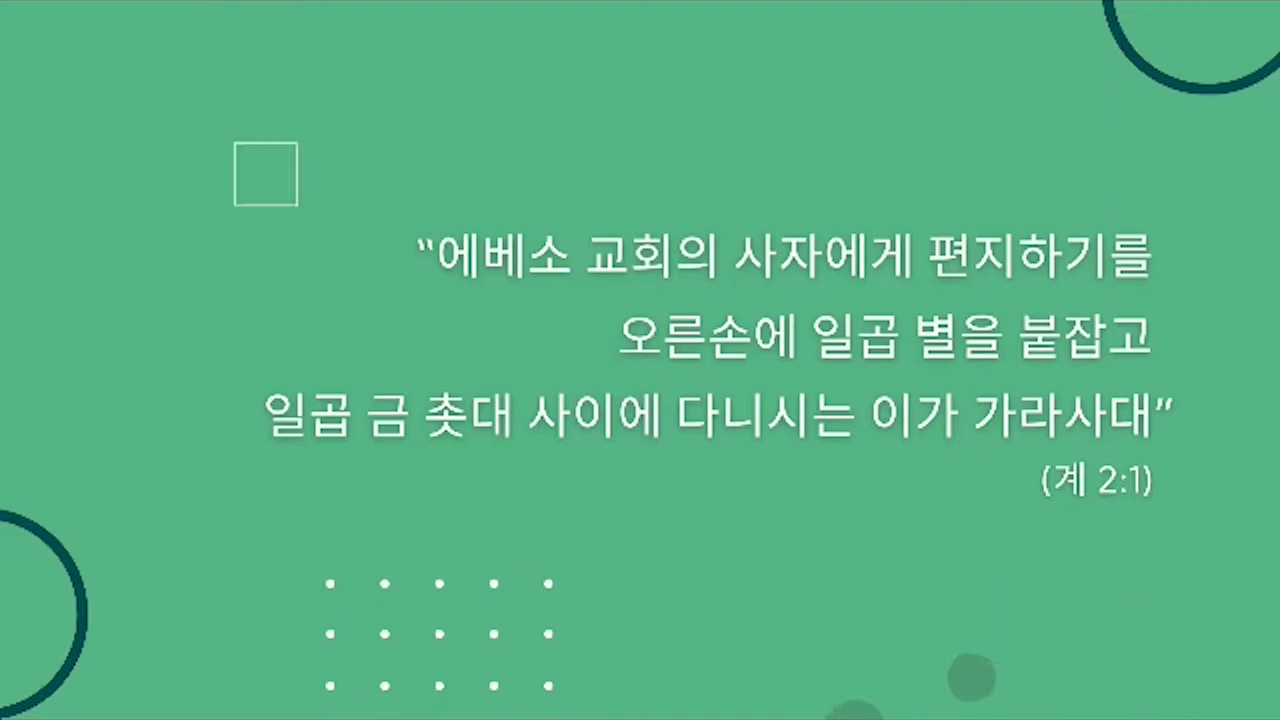 “에베소 교회의 사자에게 편지하기를
오른손에 일곱 별을 붙잡고
일곱 금 촛대 사이에 다니시는 이가 가라사대”
(계 2:1)